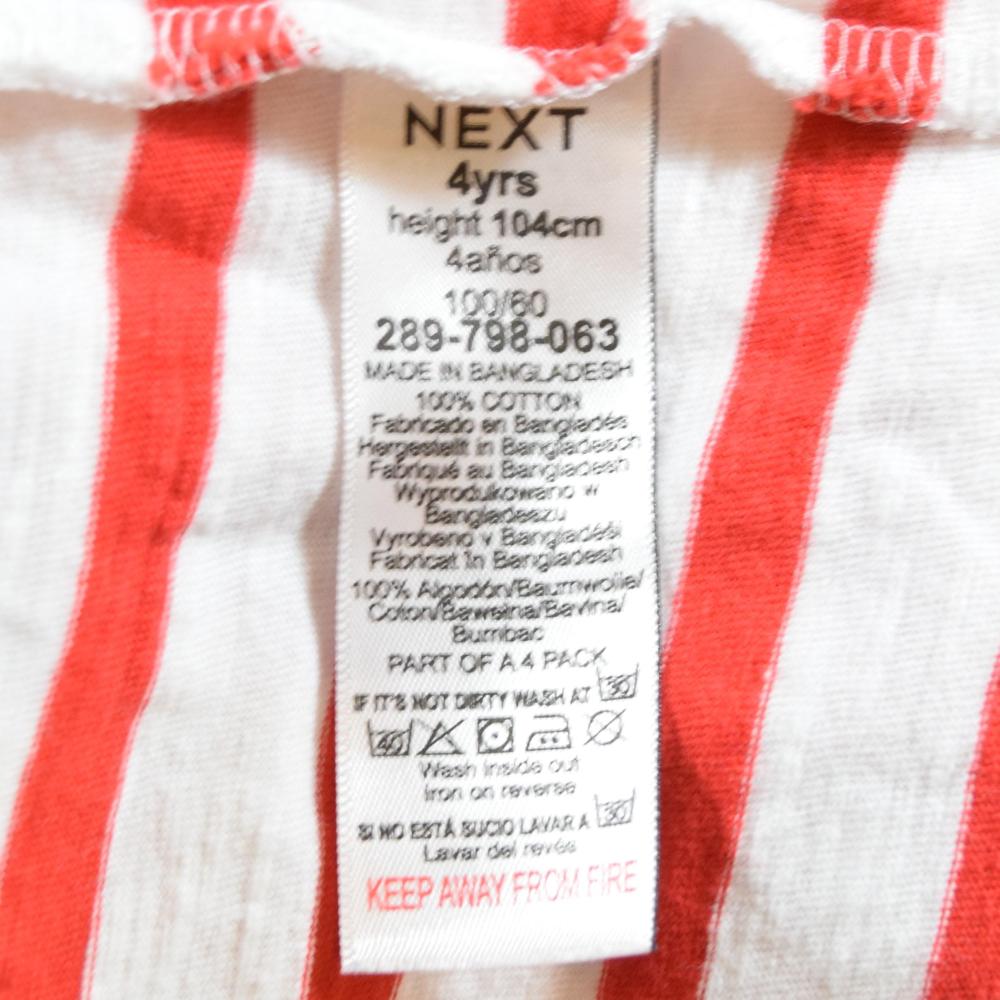 NEXT
4yrs
height 104cm
4años
100/60
289-798-063
MADE IN BANGLADESH
100% COTTON
Fabricado en Bangladés
Hergestellt in Bangladesch
Fabriqué au Bangladesh
Wyprodukowano w
Bangladeszu
Vyrobeno v Bangladéši
Fabricat în Bangladesh
100% Algodón/Baumwolle/
Coton/Bawełna/Bavlna/
Bumbac
PART OF A 4 PACK
IF IT'S NOT DIRTY WASH AT 30
40
Wash inside out
Iron on reverse
SI NO ESTÁ SUCIO LAVAR A 30
Lavar del revés
KEEP AWAY FROM FIRE